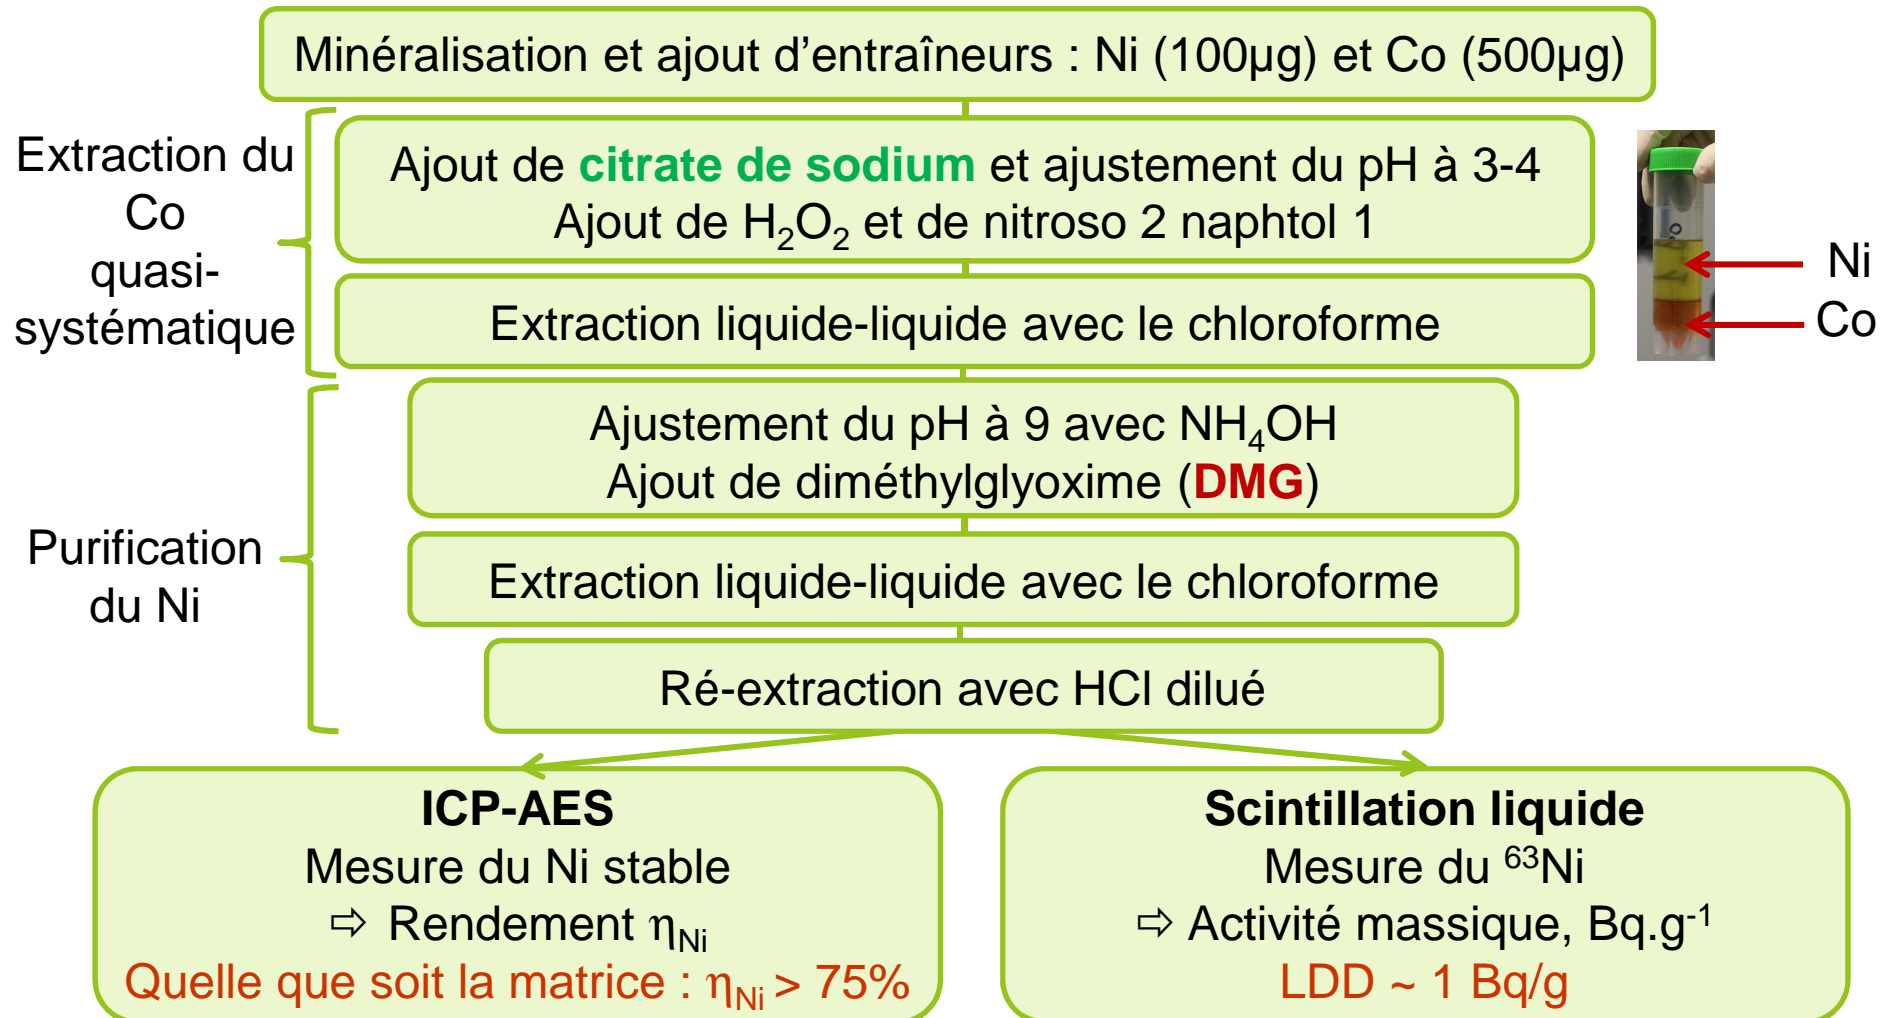 Minéralisation et ajout d’entraîneurs : Ni (100µg) et Co (500µg)
Extraction du
Co
quasi-
systématique
Ajout de citrate de sodium et ajustement du pH à 3-4
Ajout de H₂O₂ et de nitroso 2 naphtol 1
Extraction liquide-liquide avec le chloroforme
Ni
Co
Purification
du Ni
Ajustement du pH à 9 avec NH₄OH
Ajout de diméthylglyoxime (DMG)
Extraction liquide-liquide avec le chloroforme
Ré-extraction avec HCl dilué
ICP-AES
Mesure du Ni stable
⇨ Rendement ηNi
Quelle que soit la matrice : ηNi > 75%
Scintillation liquide
Mesure du ⁶³Ni
⇨ Activité massique, Bq.g⁻¹
LDD ~ 1 Bq/g